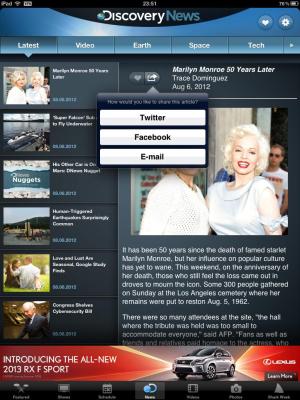 iPad
VPN
23:51
76 %
Discovery News
Latest
Video
Earth
Space
Tech
Marilyn Monroe 50 Years Later
08.06.2012
'Super Falcon' Sub to Fly Underwater
08.06.2012
DNews Nuggets
His Other Car is On Mars: DNews Nugget
08.06.2012
Human-Triggered Earthquakes Surprisingly Common
08.06.2012
Love and Lust Are Seasonal, Google Study Finds
08.06.2012
Congress Shelves Cybersecurity Bill
08.06.2012
Marilyn Monroe 50 Years Later
Trace Dominguez
Aug 6, 2012
How would you like to share this article?
Twitter
Facebook
E-mail
It has been 50 years since the death of famed starlet
Marilyn Monroe, but her influence on popular culture
has yet to wane. This weekend, on the anniversary of
her death, those who still feel the loss came out in
droves to mourn the icon. Some 300 people gathered
on Sunday at the Los Angeles cemetery where her
remains were put to reston Aug. 5, 1962.
There were so many attendees at the site, "the hall
where the tribute was held was too small to
accommodate everyone," said AFP. "Fans as well as
friends and relatives paid homage to the actress, who
INTRODUCING THE ALL-NEW
2013 RX F SPORT
LEXUS
Learn More
Featured
Shows
Schedule
News
Videos
Photos
Shark Week